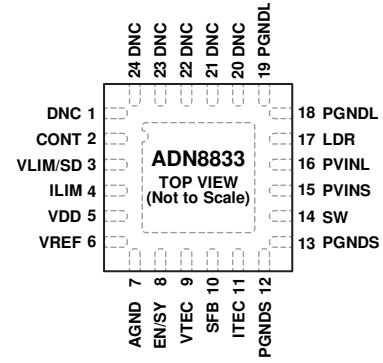 24 DNC
23 DNC
22 DNC
21 DNC
20 DNC
19 PGNDL
DNC 1
CONT 2
VLIM/SD 3
ILIM 4
VDD 5
VREF 6
ADN8833
TOP VIEW
(Not to Scale)
18 PGNDL
17 LDR
16 PVINL
15 PVINS
14 SW
13 PGNDS
AGND 7
EN/SY 8
VTEC 9
SFB 10
ITEC 11
PGNDS 12